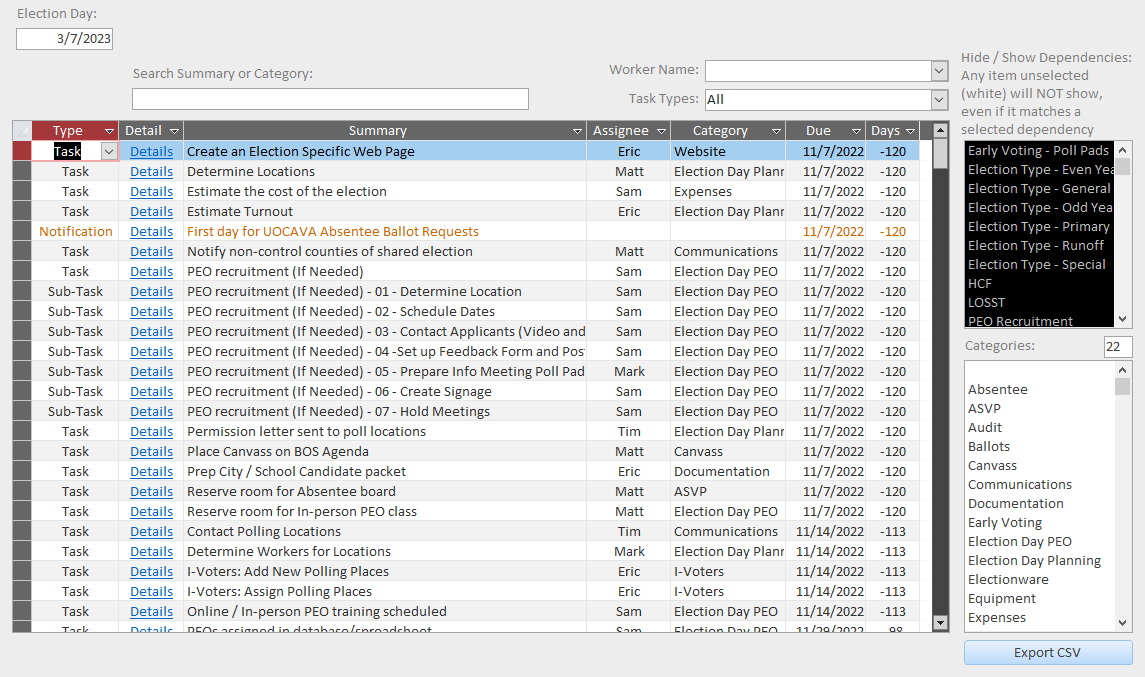 Election Day:
3/7/2023
Search Summary or Category:
Worker Name:
Task Types: All
Hide / Show Dependencies:
Any item unselected
(white) will NOT show,
even if it matches a
selected dependency
Type Detail Summary Assignee Category Due Days
Task Details Create an Election Specific Web Page Eric Website 11/7/2022 -120
Task Details Determine Locations Matt Election Day Planr 11/7/2022 -120
Task Details Estimate the cost of the election Sam Expenses 11/7/2022 -120
Task Details Estimate Turnout Eric Election Day Planr 11/7/2022 -120
Notification Details First day for UOCAVA Absentee Ballot Requests 11/7/2022 -120
Task Details Notify non-control counties of shared election Matt Communications 11/7/2022 -120
Task Details PEO recruitment (If Needed) Sam Election Day PEO 11/7/2022 -120
Sub-Task Details PEO recruitment (If Needed) - 01 - Determine Location Sam Election Day PEO 11/7/2022 -120
Sub-Task Details PEO recruitment (If Needed) - 02 - Schedule Dates Sam Election Day PEO 11/7/2022 -120
Sub-Task Details PEO recruitment (If Needed) - 03 - Contact Applicants (Video and Sam Election Day PEO 11/7/2022 -120
Sub-Task Details PEO recruitment (If Needed) - 04 -Set up Feedback Form and Pos Sam Election Day PEO 11/7/2022 -120
Sub-Task Details PEO recruitment (If Needed) - 05 - Prepare Info Meeting Poll Pad Mark Election Day PEO 11/7/2022 -120
Sub-Task Details PEO recruitment (If Needed) - 06 - Create Signage Sam Election Day PEO 11/7/2022 -120
Sub-Task Details PEO recruitment (If Needed) - 07 - Hold Meetings Sam Election Day PEO 11/7/2022 -120
Task Details Permission letter sent to poll locations Tim Election Day Planr 11/7/2022 -120
Task Details Place Canvass on BOS Agenda Matt Canvass 11/7/2022 -120
Task Details Prep City / School Candidate packet Eric Documentation 11/7/2022 -120
Task Details Reserve room for Absentee board Matt ASVP 11/7/2022 -120
Task Details Reserve room for In-person PEO class Matt Election Day PEO 11/7/2022 -120
Task Details Contact Polling Locations Tim Communications 11/14/2022 -113
Task Details Determine Workers for Locations Mark Election Day Planr 11/14/2022 -113
Task Details I-Voters: Add New Polling Places Eric I-Voters 11/14/2022 -113
Task Details I-Voters: Assign Polling Places Eric I-Voters 11/14/2022 -113
Task Details Online / In-person PEO training scheduled Sam Election Day PEO 11/14/2022 -113
Task Details PEOs assigned in database/spreadsheet Sam Election Day PEO 11/29/2022 -98
Early Voting - Poll Pads
Election Type - Even Yea
Election Type - General
Election Type - Odd Yea
Election Type - Primary
Election Type - Runoff
Election Type - Special
HCF
LOSST
PEO Recruitment
Categories: 22
Absentee
ASVP
Audit
Ballots
Canvass
Communications
Documentation
Early Voting
Election Day PEO
Election Day Planning
Electionware
Equipment
Expenses
Export CSV